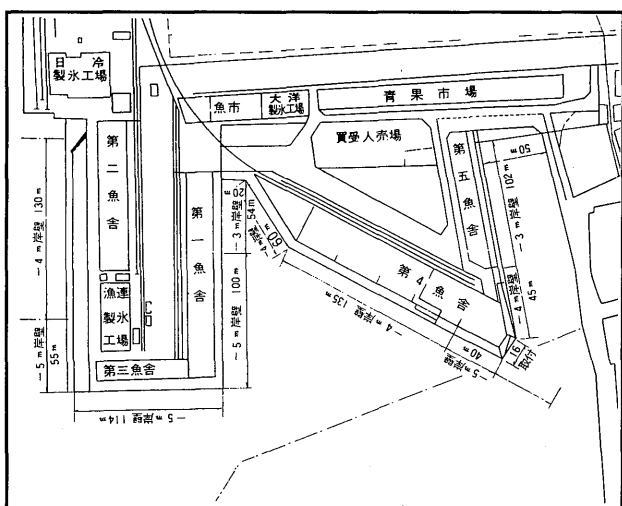 日冷
製氷工場
魚市
大洋
製氷工場
青果市場
買受人売場
第二魚舎
第一魚舎
第五魚舎
第4魚舎
漁連
製氷
工場
第三魚舎
-4m岸壁 130m
-5m岸壁
55m
-5m岸壁 114m
-5m岸壁 100m
-3m岸壁
54m
20
-4m岸壁
60
-4m岸壁 135m
-5m岸壁
40m
16
取付
-4m岸壁
45m
-3m岸壁 102m
50
m